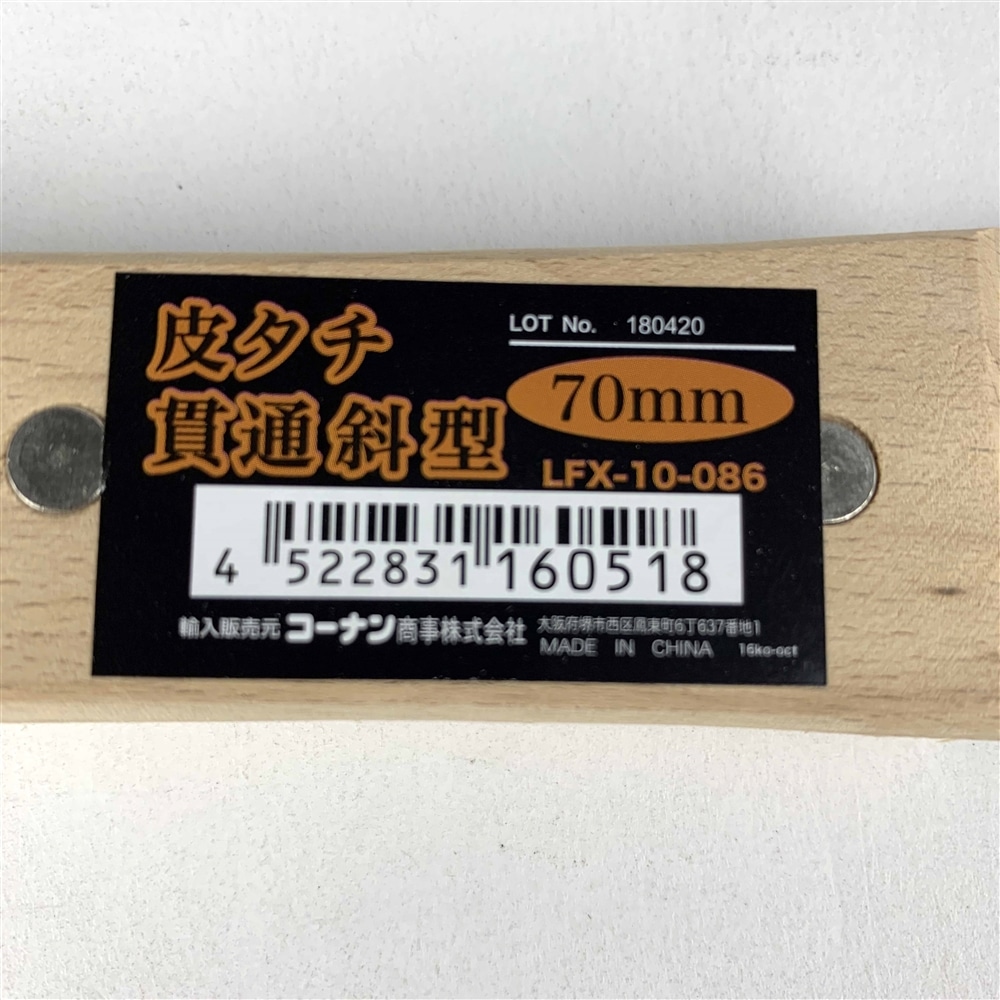 皮タチ
貫通斜型
LOT No. 180420
70mm
LFX-10-086
4 522831 160518
輸入販売元 コーナン商事株式会社 大阪府堺市西区鳳東町6丁637番地1
MADE IN CHINA 16ka-oct